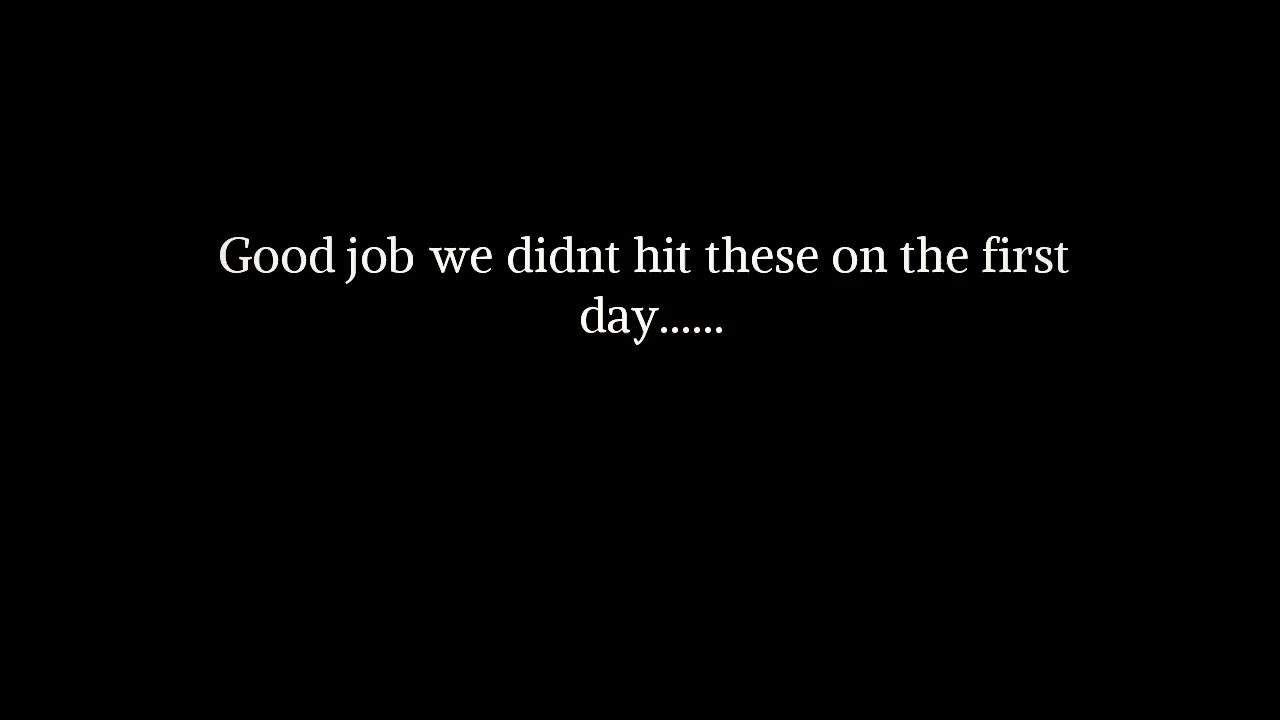 Good job we didnt hit these on the first
day......